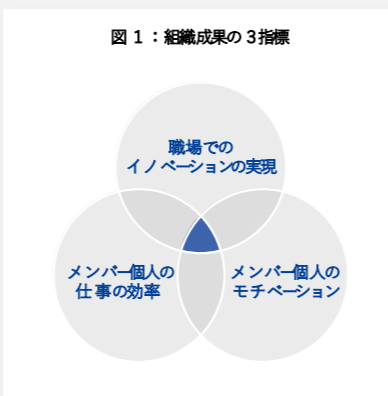 図 1 ：組織成果の3指標
職場での
イノベーションの実現
メンバー個人の
仕事の効率
メンバー個人の
モチベーション